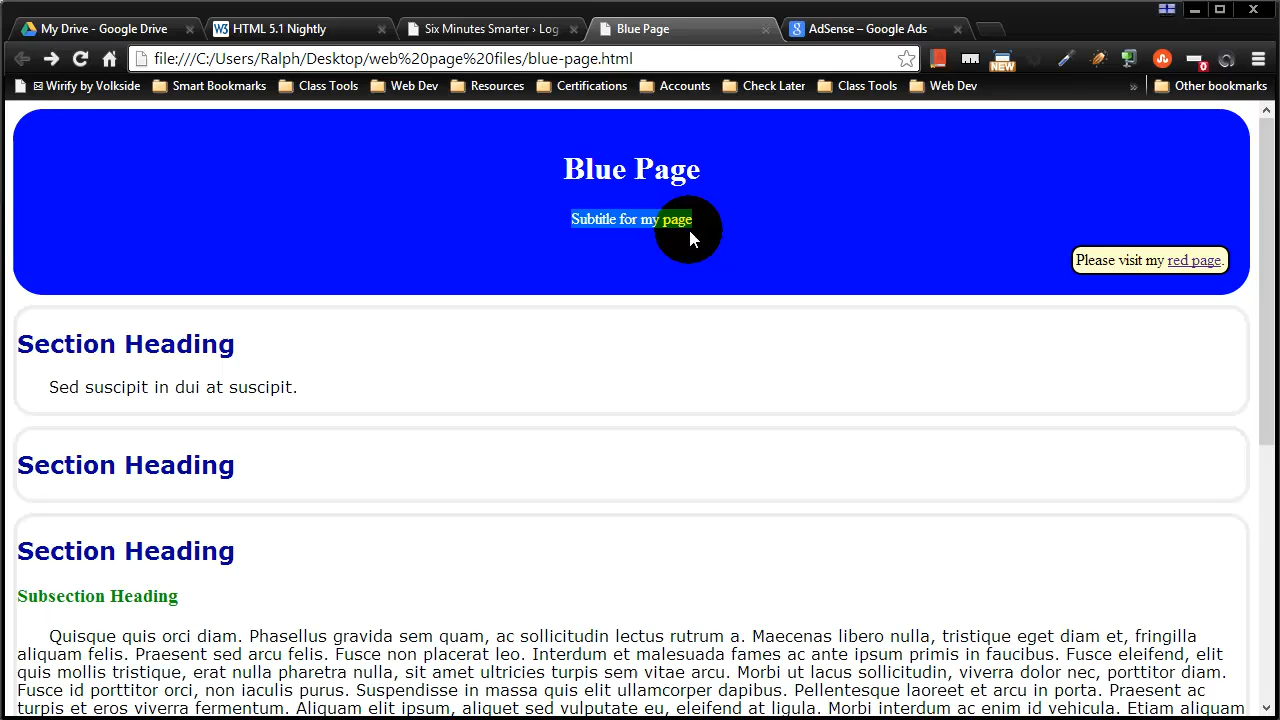 My Drive - Google Drive
W3 HTML 5.1 Nightly
Six Minutes Smarter › Log
Blue Page
8 AdSense – Google Ads
file:///C:/Users/Ralph/Desktop/web%20page%20files/blue-page.html
NEW
0
Wirify by Volkside
Smart Bookmarks
Class Tools
Web Dev
Resources
Certifications
Accounts
Check Later
Class Tools
Web Dev
»
Other bookmarks
Blue Page
Subtitle for my page
Please visit my red page.
Section Heading
Sed suscipit in dui at suscipit.
Section Heading
Section Heading
Subsection Heading
Quisque quis orci diam. Phasellus gravida sem quam, ac sollicitudin lectus rutrum a. Maecenas libero nulla, tristique eget diam et, fringilla
aliquam felis. Praesent sed arcu felis. Fusce non placerat leo. Interdum et malesuada fames ac ante ipsum primis in faucibus. Fusce eleifend, elit
quis mollis tristique, erat nulla pharetra nulla, sit amet ultricies turpis sem vitae arcu. Morbi ut lacus sollicitudin, viverra dolor nec, porttitor diam.
Fusce id porttitor orci, non iaculis purus. Suspendisse in massa quis elit ullamcorper dapibus. Pellentesque laoreet et arcu in porta. Praesent ac
turpis et eros viverra fermentum. Aliquam elit ipsum, aliquet sed vulputate eu, eleifend at ligula. Morbi interdum ac enim id vehicula. Etiam aliquam